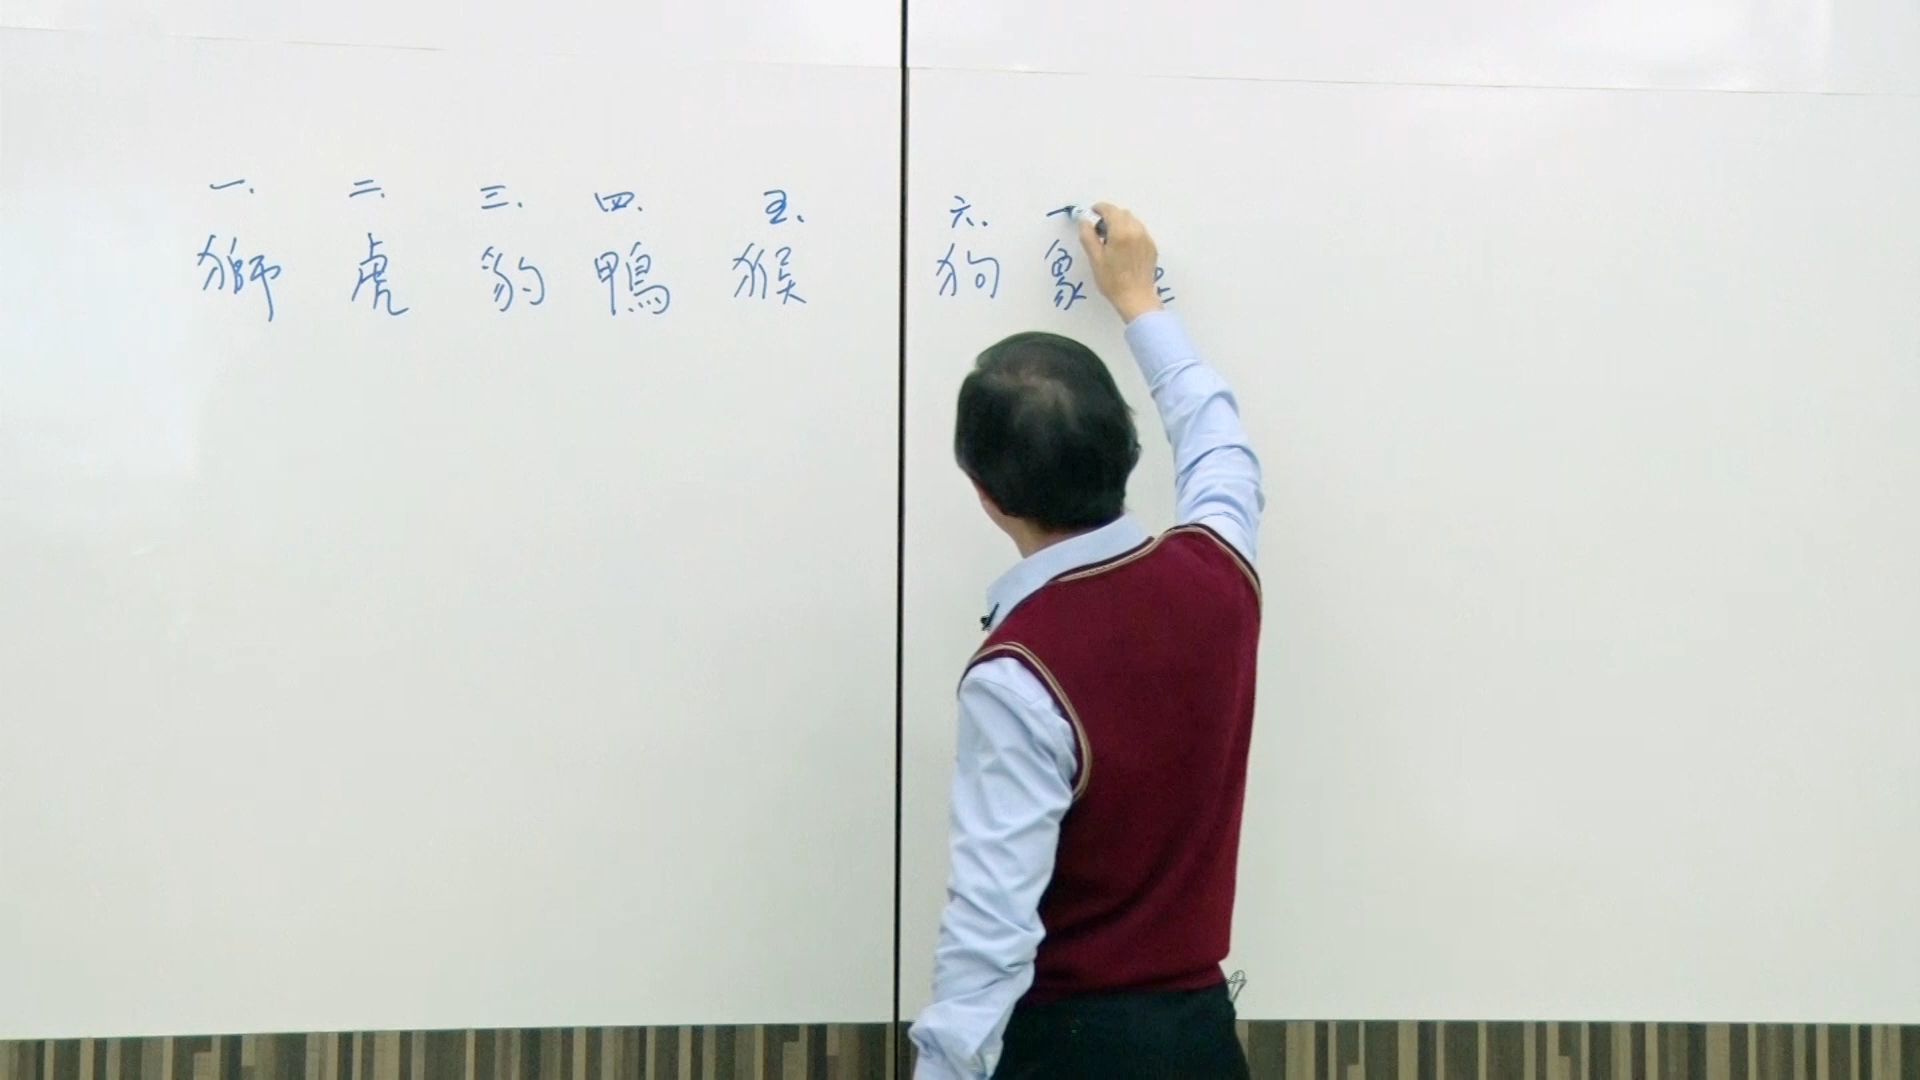 一. 二. 三. 四. 五. 六.
獅 虎 豹 鴨 猴 狗 象